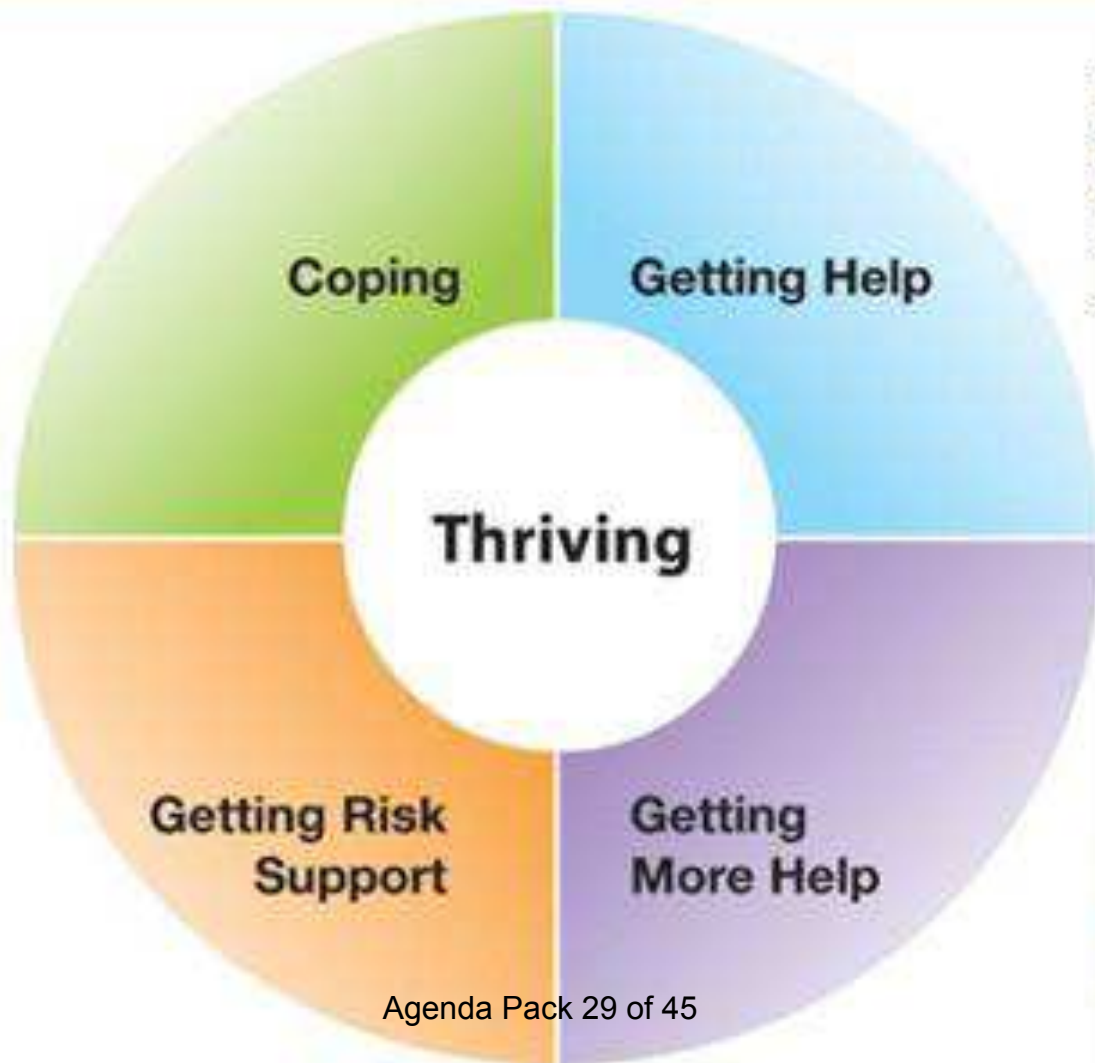 Coping
Getting Help
Thriving
Getting Risk
Support
Getting
More Help
Agenda Pack 29 of 45